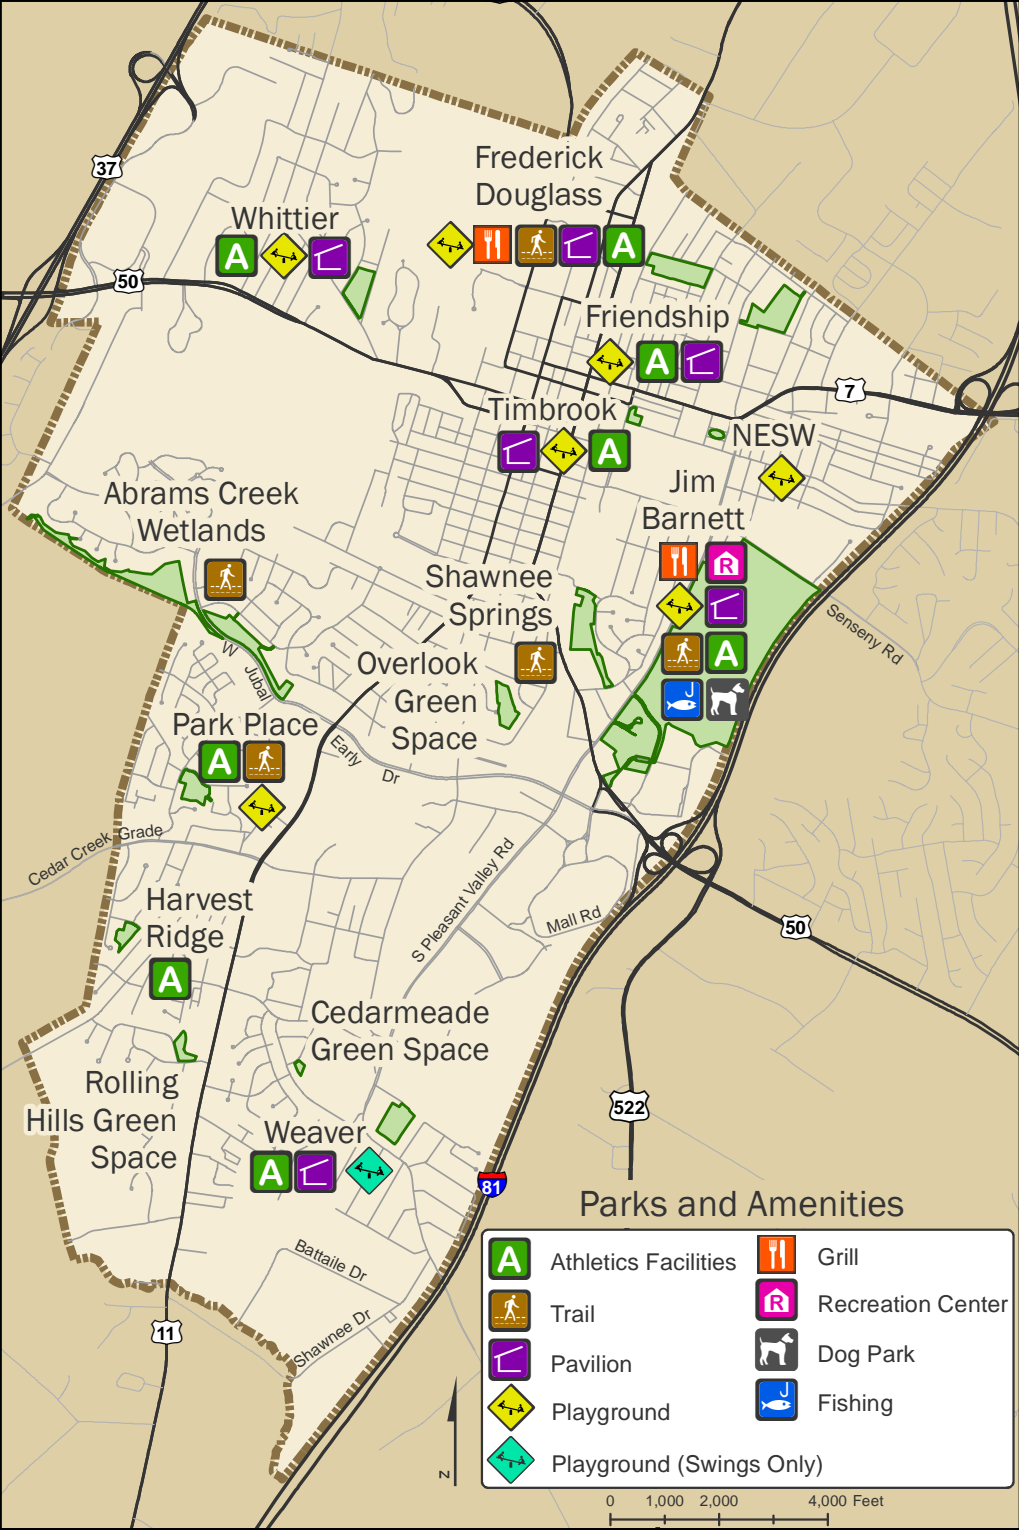 Frederick
Douglass
37
Whittier
A
A
50
Friendship
A
7
Timbrook
A
NESW
Jim
Barnett
Abrams Creek
Wetlands
R
Shawnee
Springs
A
Senseny Rd
W Jubal Early Dr
Overlook
Green
Space
Park Place
A
Cedar Creek Grade
S Pleasant Valley Rd
Mall Rd
50
Harvest
Ridge
A
Cedarmeade
Green Space
Rolling
Hills Green
Space
522
Weaver
A
81
Battaile Dr
Shawnee Dr
11
Parks and Amenities
A Athletics Facilities
Trail
Pavilion
Playground
Playground (Swings Only)
Grill
R Recreation Center
Dog Park
Fishing
N
0 1,000 2,000 4,000 Feet